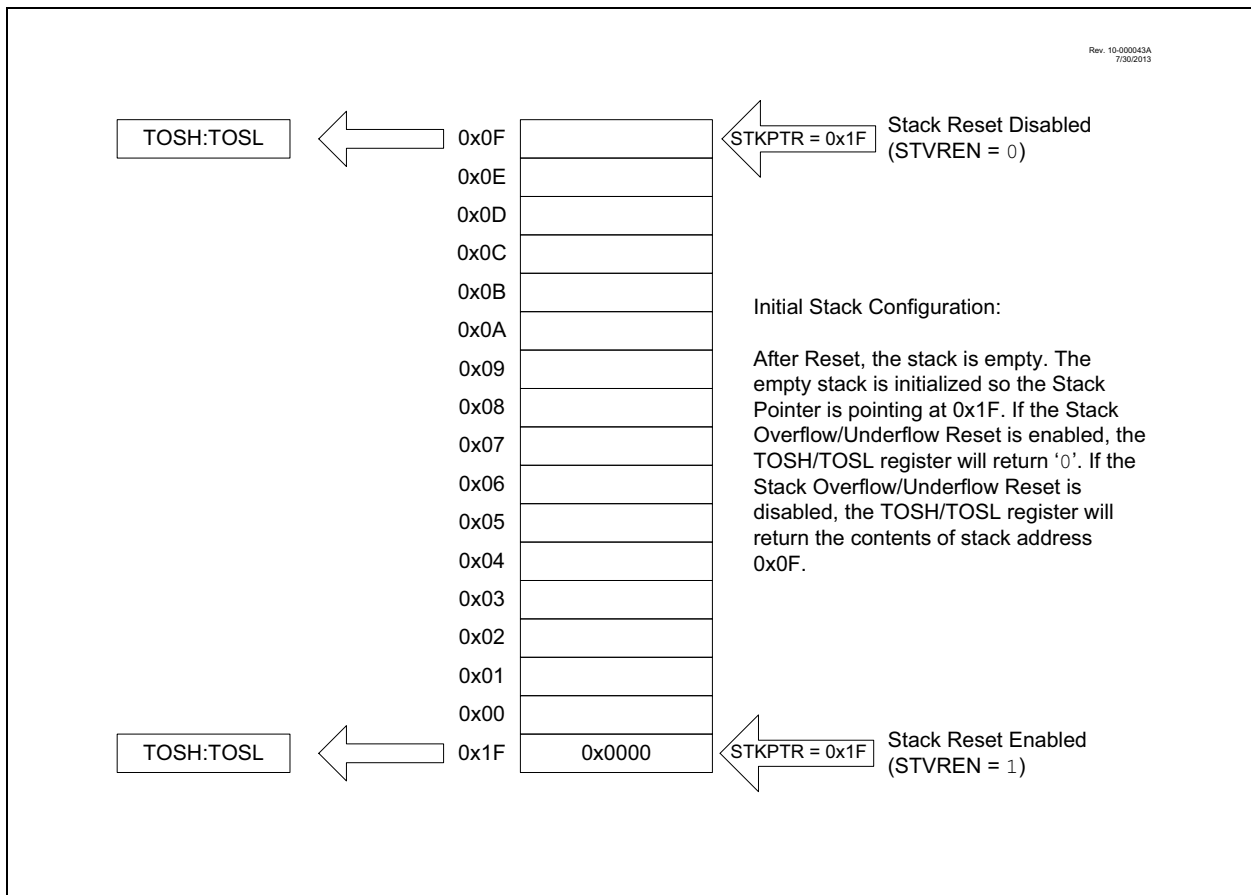 Rev. 10-000043A
7/30/2013
TOSH:TOSL
0x0F
STKPTR = 0x1F
Stack Reset Disabled
(STVREN = 0)
0x0E
0x0D
0x0C
0x0B
0x0A
0x09
0x08
0x07
0x06
0x05
0x04
0x03
0x02
0x01
0x00
Initial Stack Configuration:
After Reset, the stack is empty. The
empty stack is initialized so the Stack
Pointer is pointing at 0x1F. If the Stack
Overflow/Underflow Reset is enabled, the
TOSH/TOSL register will return ‘0’. If the
Stack Overflow/Underflow Reset is
disabled, the TOSH/TOSL register will
return the contents of stack address
0x0F.
TOSH:TOSL
0x1F
0x0000
STKPTR = 0x1F
Stack Reset Enabled
(STVREN = 1)